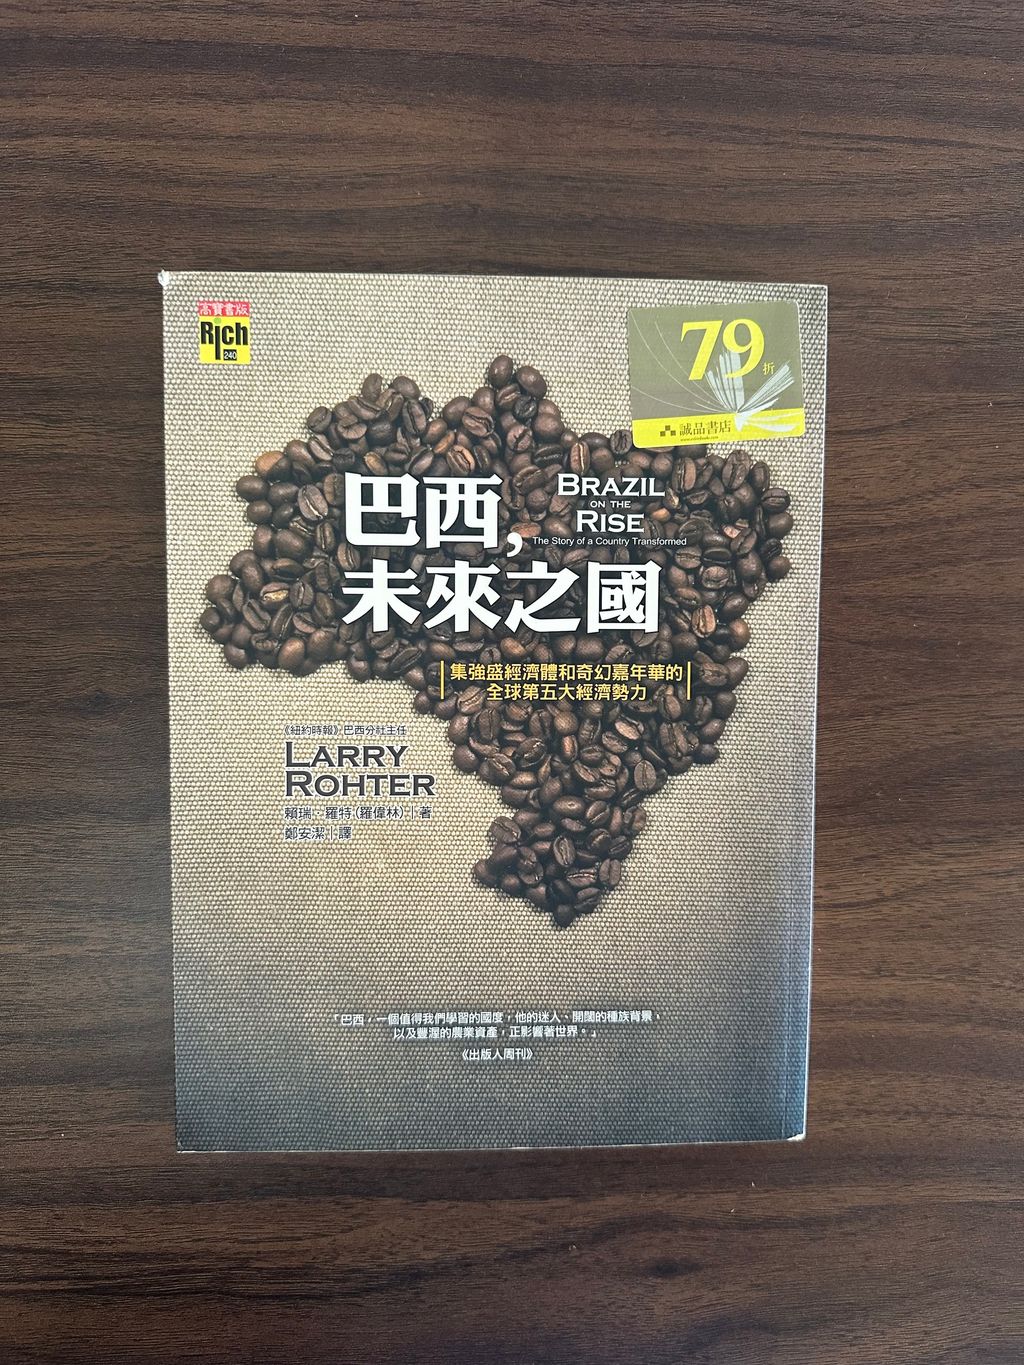 高寶書版
Rich
240
79折
誠品書店
www.eslitebooks.com
巴西,
未來之國
BRAZIL
ON THE
RISE
The Story of a Country Transformed
集強盛經濟體和奇幻嘉年華的
全球第五大經濟勢力
《紐約時報》巴西分社主任
LARRY
ROHTER
賴瑞・羅特(羅偉林)|著
鄭安潔|譯
「巴西,一個值得我們學習的國度,他的迷人、開闊的種族背景,
以及豐渥的農業資產,正影響著世界。」
《出版人周刊》